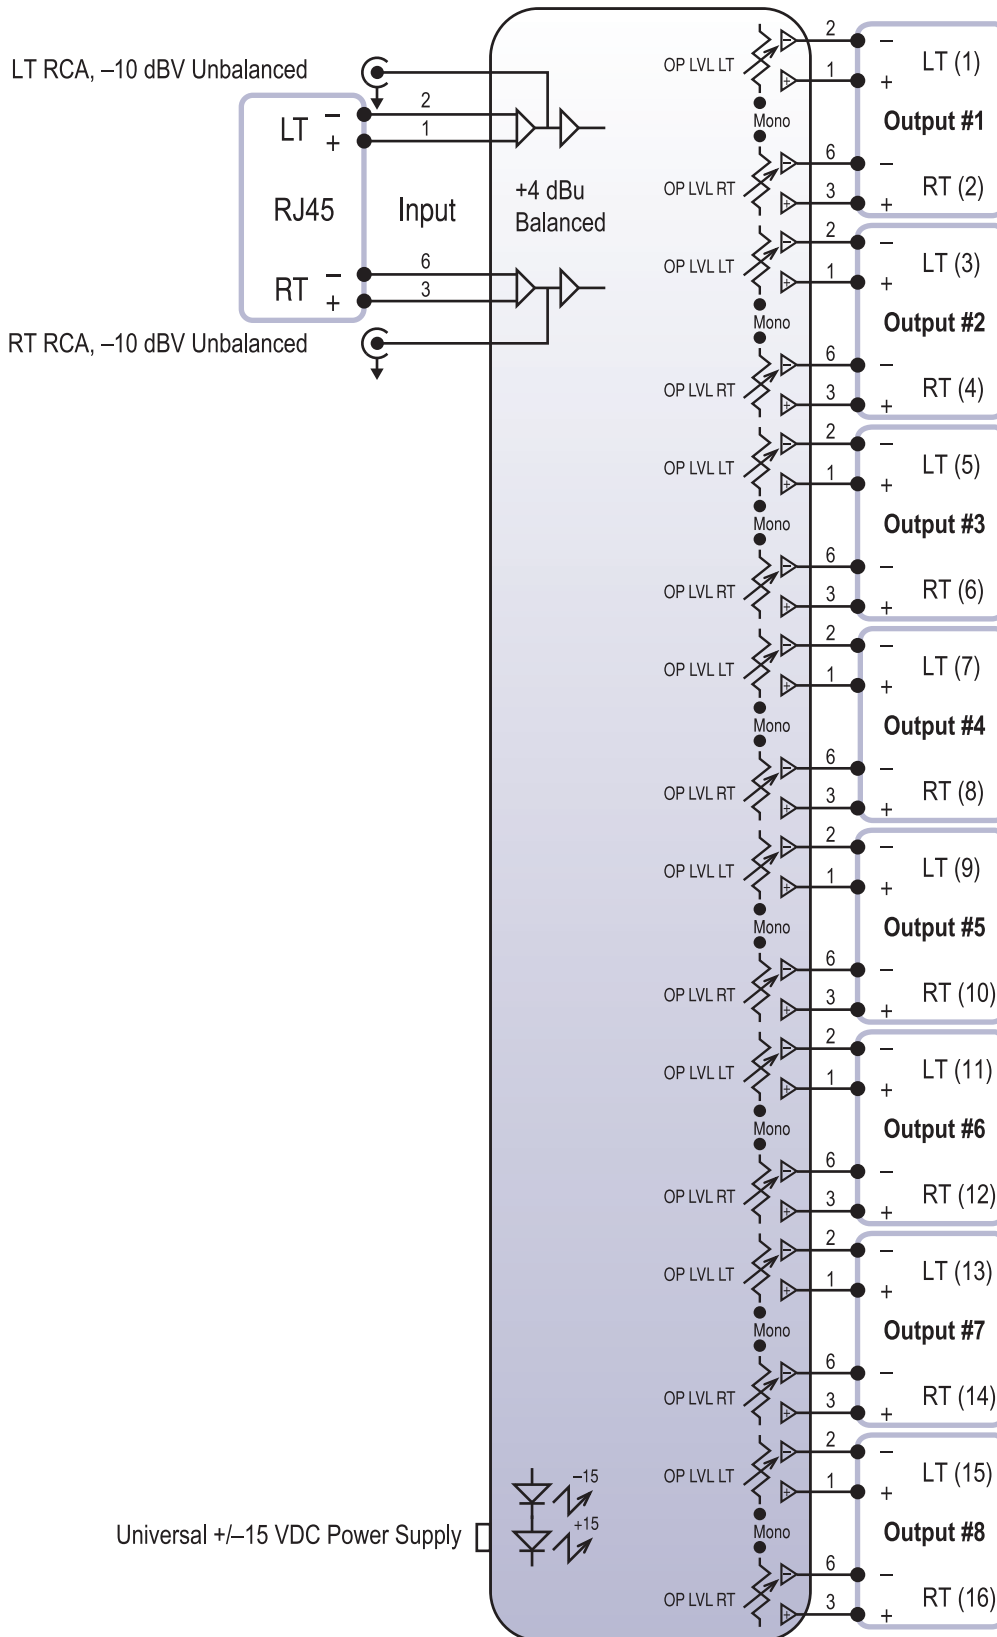 LT RCA, –10 dBV Unbalanced
LT – 2
+ 1
RJ45 Input
+4 dBu
Balanced
RT – 6
+ 3
RT RCA, –10 dBV Unbalanced
OP LVL LT – 2 – LT (1)
+ 1 +
Mono Output #1
OP LVL RT – 6 – RT (2)
+ 3 +
OP LVL LT – 2 – LT (3)
+ 1 +
Mono Output #2
OP LVL RT – 6 – RT (4)
+ 3 +
OP LVL LT – 2 – LT (5)
+ 1 +
Mono Output #3
OP LVL RT – 6 – RT (6)
+ 3 +
OP LVL LT – 2 – LT (7)
+ 1 +
Mono Output #4
OP LVL RT – 6 – RT (8)
+ 3 +
OP LVL LT – 2 – LT (9)
+ 1 +
Mono Output #5
OP LVL RT – 6 – RT (10)
+ 3 +
OP LVL LT – 2 – LT (11)
+ 1 +
Mono Output #6
OP LVL RT – 6 – RT (12)
+ 3 +
OP LVL LT – 2 – LT (13)
+ 1 +
Mono Output #7
OP LVL RT – 6 – RT (14)
+ 3 +
OP LVL LT – 2 – LT (15)
+ 1 +
Mono Output #8
OP LVL RT – 6 – RT (16)
+ 3 +
–15
+15
Universal +/–15 VDC Power Supply